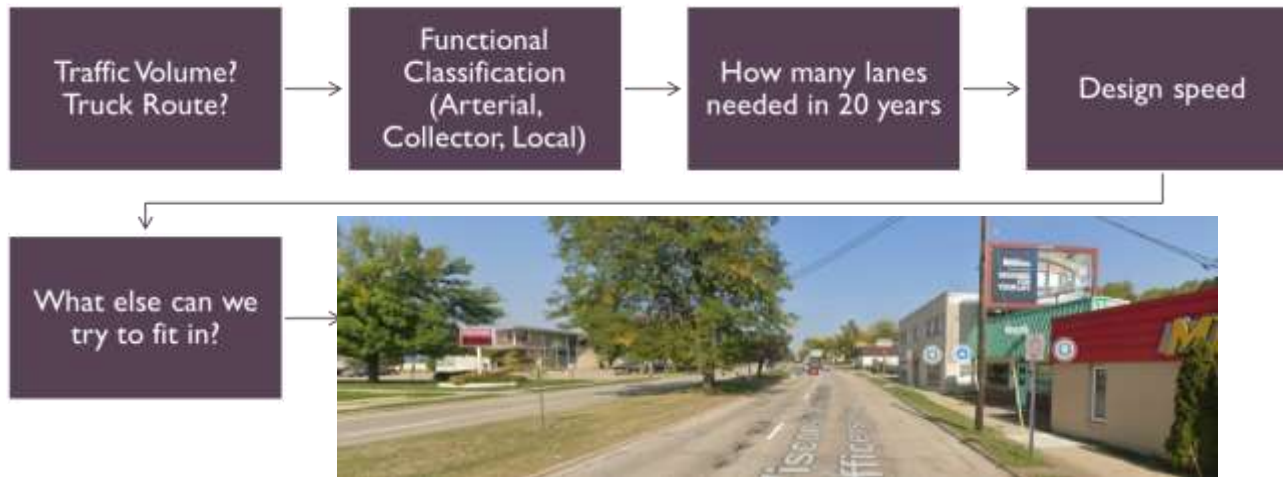 Traffic Volume?
Truck Route?
Functional
Classification
(Arterial,
Collector, Local)
How many lanes
needed in 20 years
Design speed
What else can we
try to fit in?